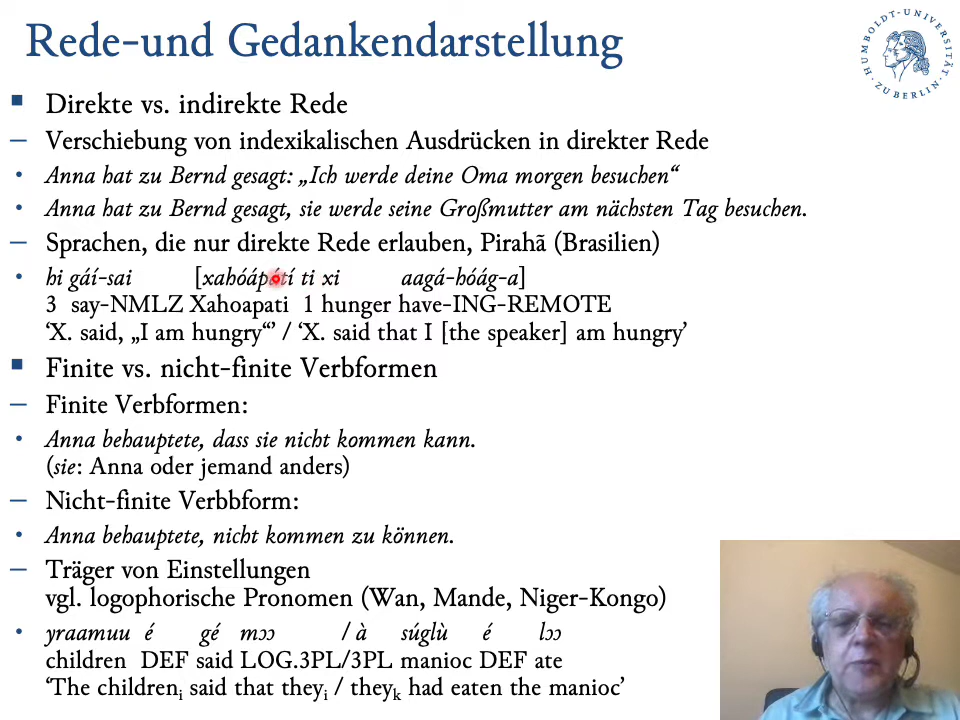 Rede-und Gedankendarstellung
HUMBOLDT-UNIVERSITÄT
ZU BERLIN
Direkte vs. indirekte Rede
Verschiebung von indexikalischen Ausdrücken in direkter Rede
Anna hat zu Bernd gesagt: „Ich werde deine Oma morgen besuchen“
Anna hat zu Bernd gesagt, sie werde seine Großmutter am nächsten Tag besuchen.
Sprachen, die nur direkte Rede erlauben, Pirahã (Brasilien)
hi gáí-sai [xahóápátí ti xi aagá-hóág-a]
3 say-NMLZ Xahoapati 1 hunger have-ING-REMOTE
‘X. said, „I am hungry“’ / ‘X. said that I [the speaker] am hungry’
Finite vs. nicht-finite Verbformen
Finite Verbformen:
Anna behauptete, dass sie nicht kommen kann.
(sie: Anna oder jemand anders)
Nicht-finite Verbbform:
Anna behauptete, nicht kommen zu können.
Träger von Einstellungen
vgl. logophorische Pronomen (Wan, Mande, Niger-Kongo)
yraamuu é gé mɔɔ / à súglù é lɔɔ
children DEF said LOG.3PL/3PL manioc DEF ate
‘The childrenᵢ said that theyᵢ / theyₖ had eaten the manioc’